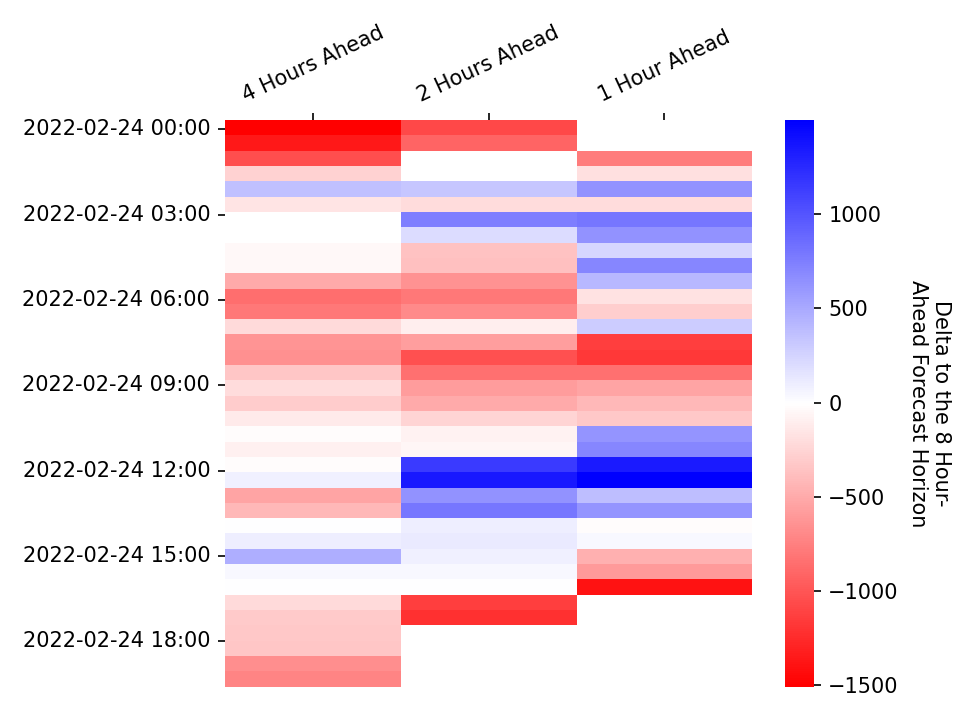 4 Hours Ahead
2 Hours Ahead
1 Hour Ahead
2022-02-24 00:00
2022-02-24 03:00
2022-02-24 06:00
2022-02-24 09:00
2022-02-24 12:00
2022-02-24 15:00
2022-02-24 18:00
1000
500
0
−500
−1000
−1500
Delta to the 8 Hour-
Ahead Forecast Horizon